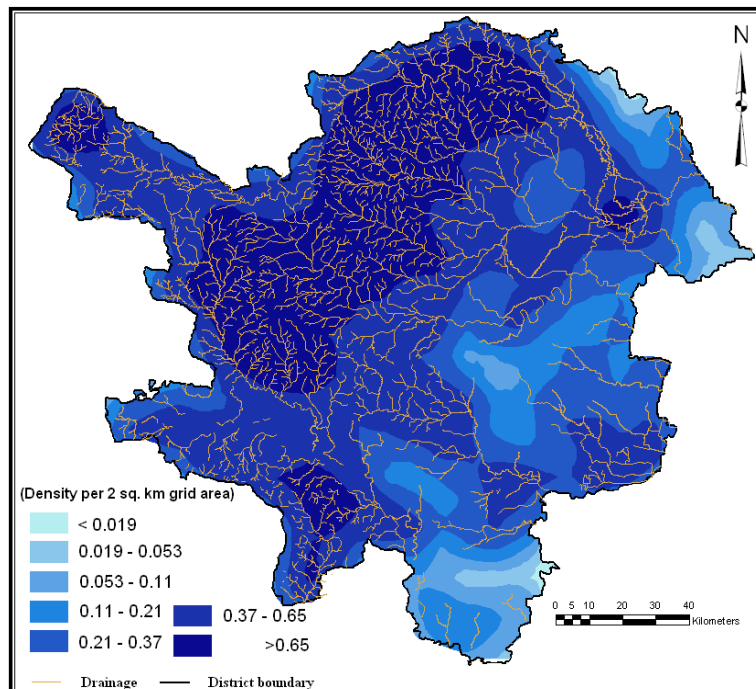 N
(Density per 2 sq. km grid area)
< 0.019
0.019 - 0.053
0.053 - 0.11
0.11 - 0.21
0.21 - 0.37
0.37 - 0.65
>0.65
0 5 10 20 30 40
Kilometers
Drainage
District boundary